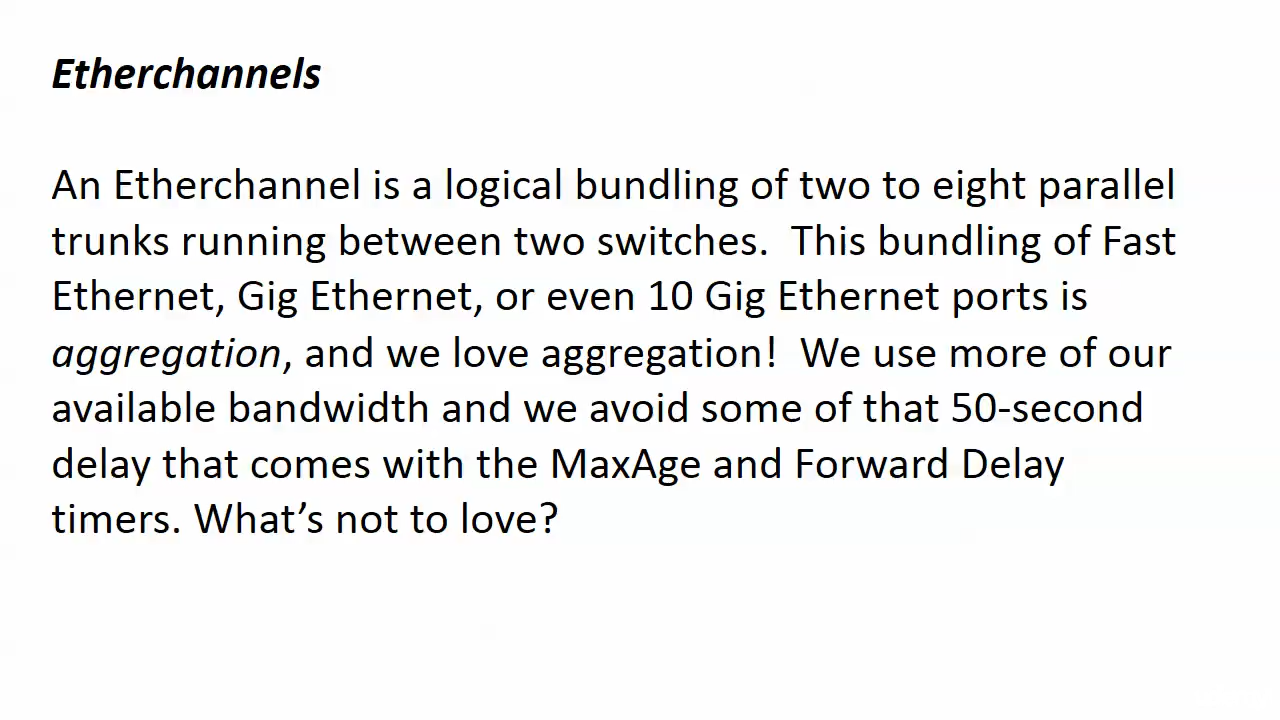 Etherchannels
An Etherchannel is a logical bundling of two to eight parallel
trunks running between two switches.  This bundling of Fast
Ethernet, Gig Ethernet, or even 10 Gig Ethernet ports is
aggregation, and we love aggregation!  We use more of our
available bandwidth and we avoid some of that 50-second
delay that comes with the MaxAge and Forward Delay
timers. What’s not to love?